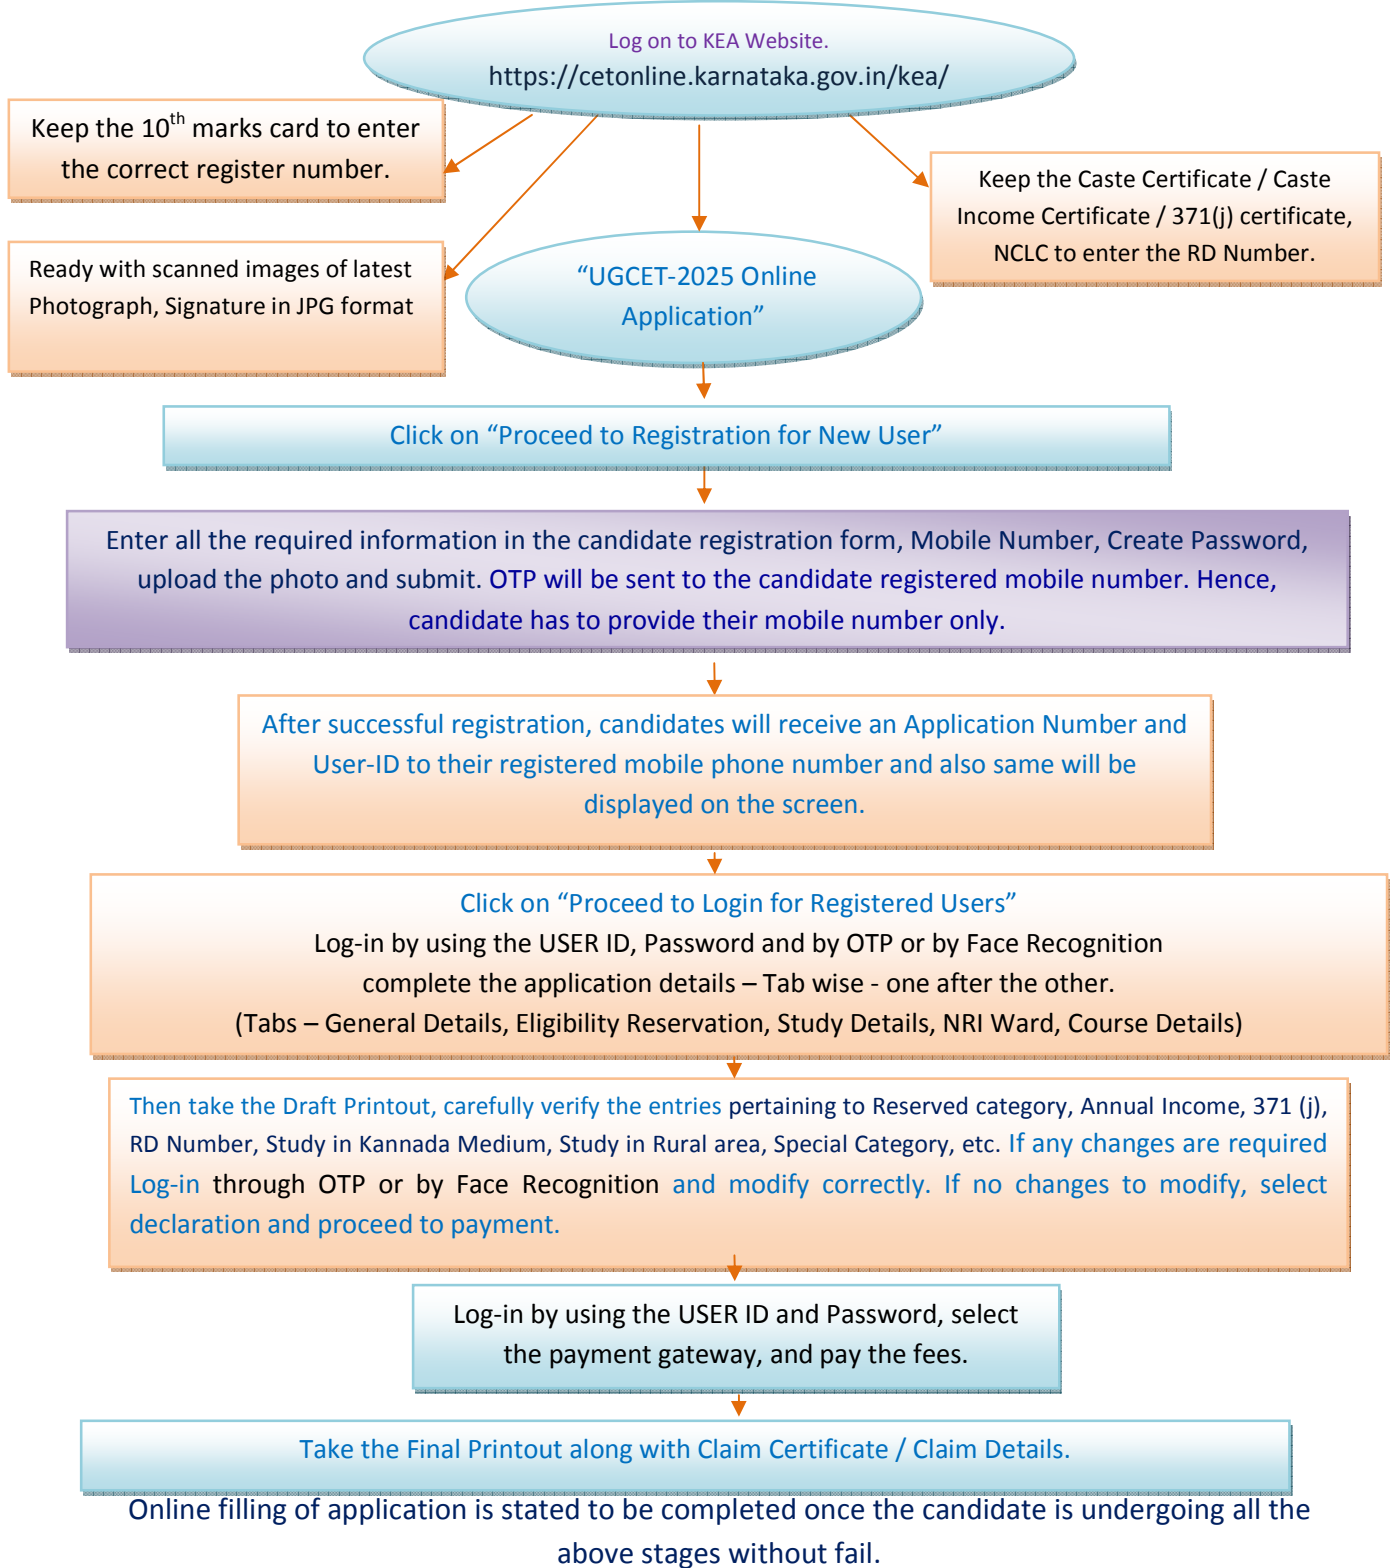 Log on to KEA Website.
https://cetonline.karnataka.gov.in/kea/
Keep the 10th marks card to enter
the correct register number.
Keep the Caste Certificate / Caste
Income Certificate / 371(j) certificate,
NCLC to enter the RD Number.
Ready with scanned images of latest
Photograph, Signature in JPG format
“UGCET-2025 Online
Application”
Click on “Proceed to Registration for New User”
Enter all the required information in the candidate registration form, Mobile Number, Create Password,
upload the photo and submit. OTP will be sent to the candidate registered mobile number. Hence,
candidate has to provide their mobile number only.
After successful registration, candidates will receive an Application Number and
User-ID to their registered mobile phone number and also same will be
displayed on the screen.
Click on “Proceed to Login for Registered Users”
Log-in by using the USER ID, Password and by OTP or by Face Recognition
complete the application details – Tab wise - one after the other.
(Tabs – General Details, Eligibility Reservation, Study Details, NRI Ward, Course Details)
Then take the Draft Printout, carefully verify the entries pertaining to Reserved category, Annual Income, 371 (j),
RD Number, Study in Kannada Medium, Study in Rural area, Special Category, etc. If any changes are required
Log-in through OTP or by Face Recognition and modify correctly. If no changes to modify, select
declaration and proceed to payment.
Log-in by using the USER ID and Password, select
the payment gateway, and pay the fees.
Take the Final Printout along with Claim Certificate / Claim Details.
Online filling of application is stated to be completed once the candidate is undergoing all the
above stages without fail.